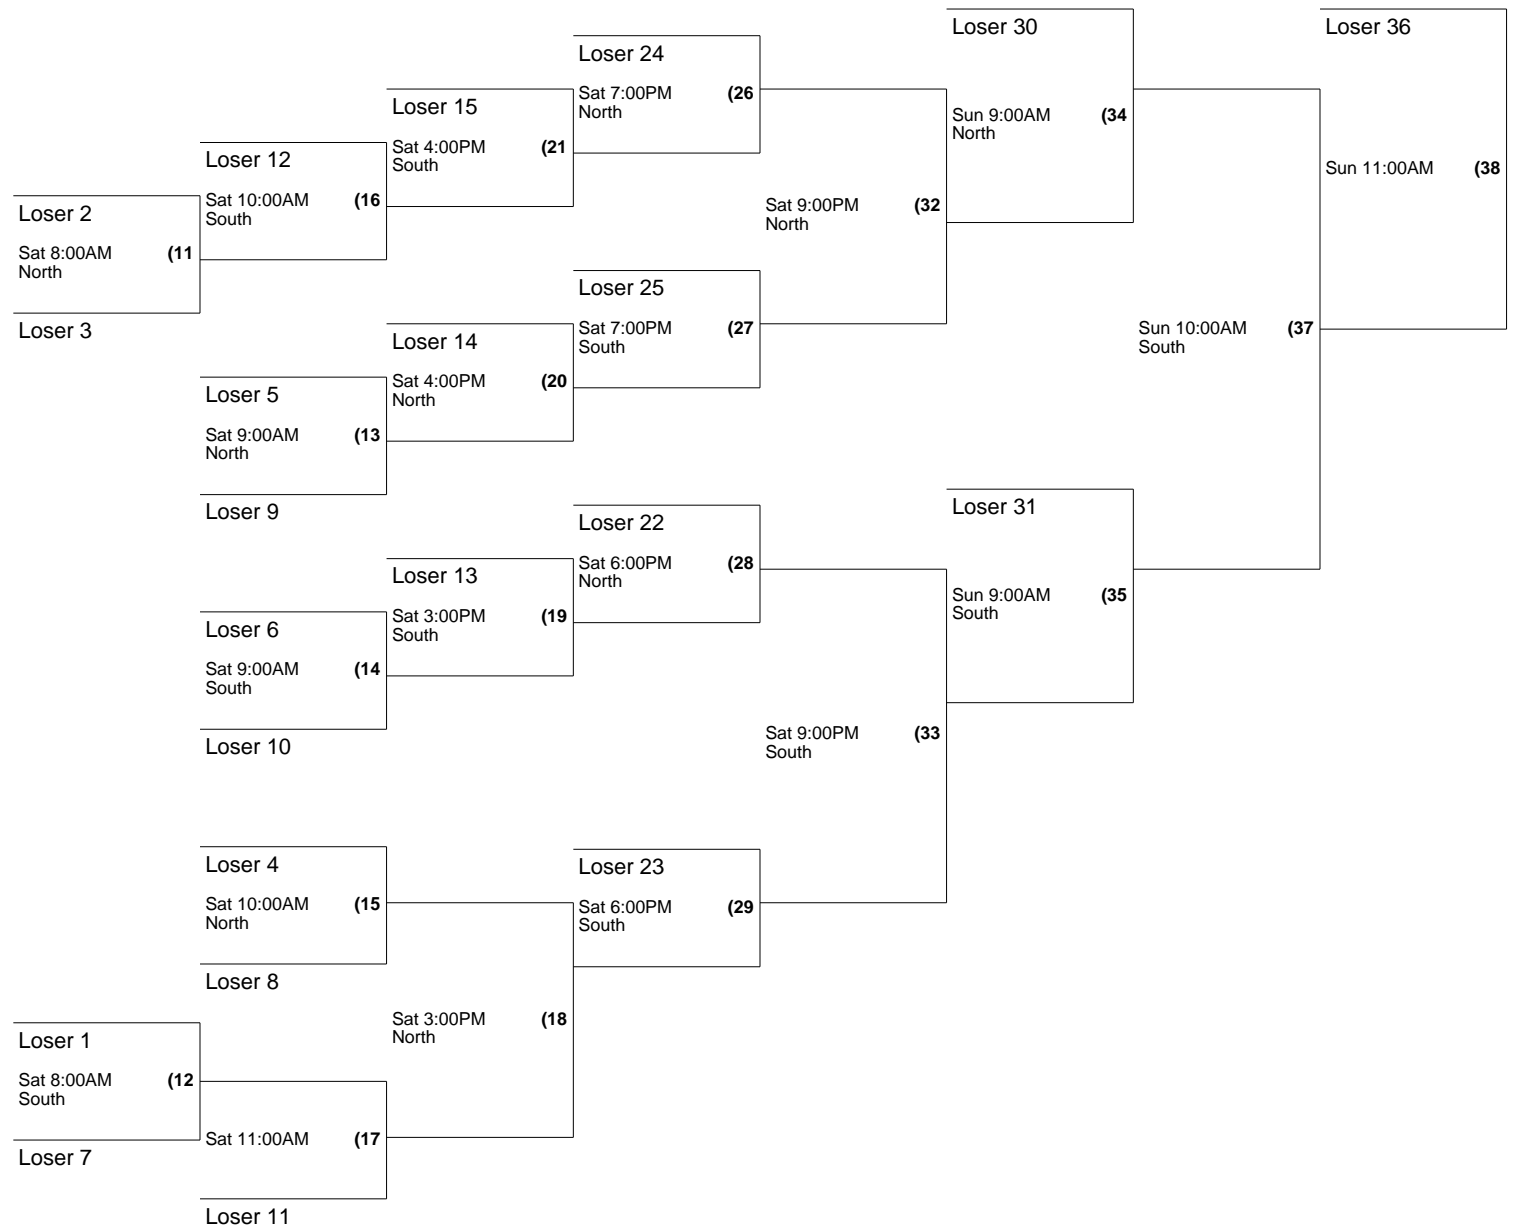 Loser 30
Loser 36
Loser 24
Sat 7:00PM (26
North
Loser 15
Sat 4:00PM (21
South
Sun 9:00AM (34
North
Loser 12
Sat 10:00AM (16
South
Sun 11:00AM (38
Loser 2
Sat 8:00AM (11
North
Loser 3
Sat 9:00PM (32
North
Loser 25
Sat 7:00PM (27
South
Loser 14
Sat 4:00PM (20
North
Sun 10:00AM (37
South
Loser 5
Sat 9:00AM (13
North
Loser 9
Loser 22
Sat 6:00PM (28
North
Loser 31
Sun 9:00AM (35
South
Loser 13
Sat 3:00PM (19
South
Loser 6
Sat 9:00AM (14
South
Loser 10
Sat 9:00PM (33
South
Loser 4
Sat 10:00AM (15
North
Loser 8
Loser 23
Sat 6:00PM (29
South
Sat 3:00PM (18
North
Loser 1
Sat 8:00AM (12
South
Loser 7
Sat 11:00AM (17
Loser 11